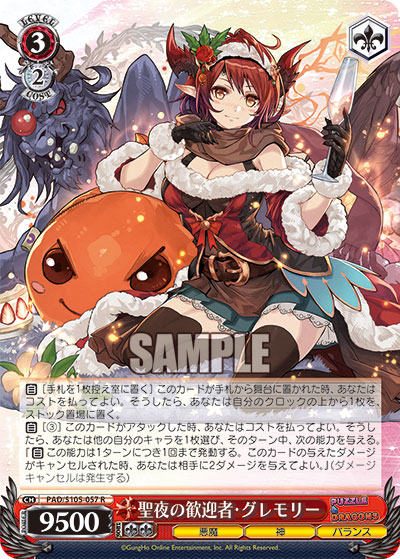 LEVEL
3
2
COST
SAMPLE
自［手札を1枚控え室に置く］ このカードが手札から舞台に置かれた時、あなたは
コストを払ってよい。そうしたら、あなたは自分のクロックの上から1枚を、
ストック置場に置く。
自［③］ このカードがアタックした時、あなたはコストを払ってよい。そうした
ら、あなたは他の自分のキャラを1枚選び、そのターン中、次の能力を与える。
『自 この能力は1ターンにつき1回まで発動する。このカードの与えたダメージ
がキャンセルされた時、あなたは相手に2ダメージを与えてよい。』（ダメージ
キャンセルは発生する）
CH PAD/S105-057 R
聖夜の歓迎者・グレモリー
PUZZLE & DRAGONS
9500
悪魔 神 バランス
©GungHo Online Entertainment, Inc. All Rights Reserved.